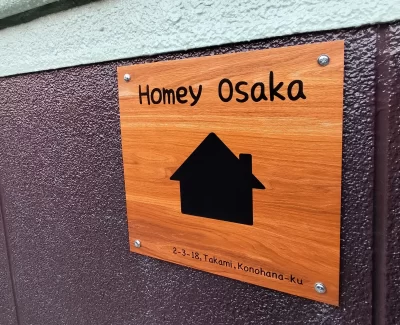 Homey Osaka
2-3-18, Takami, Konohana-ku